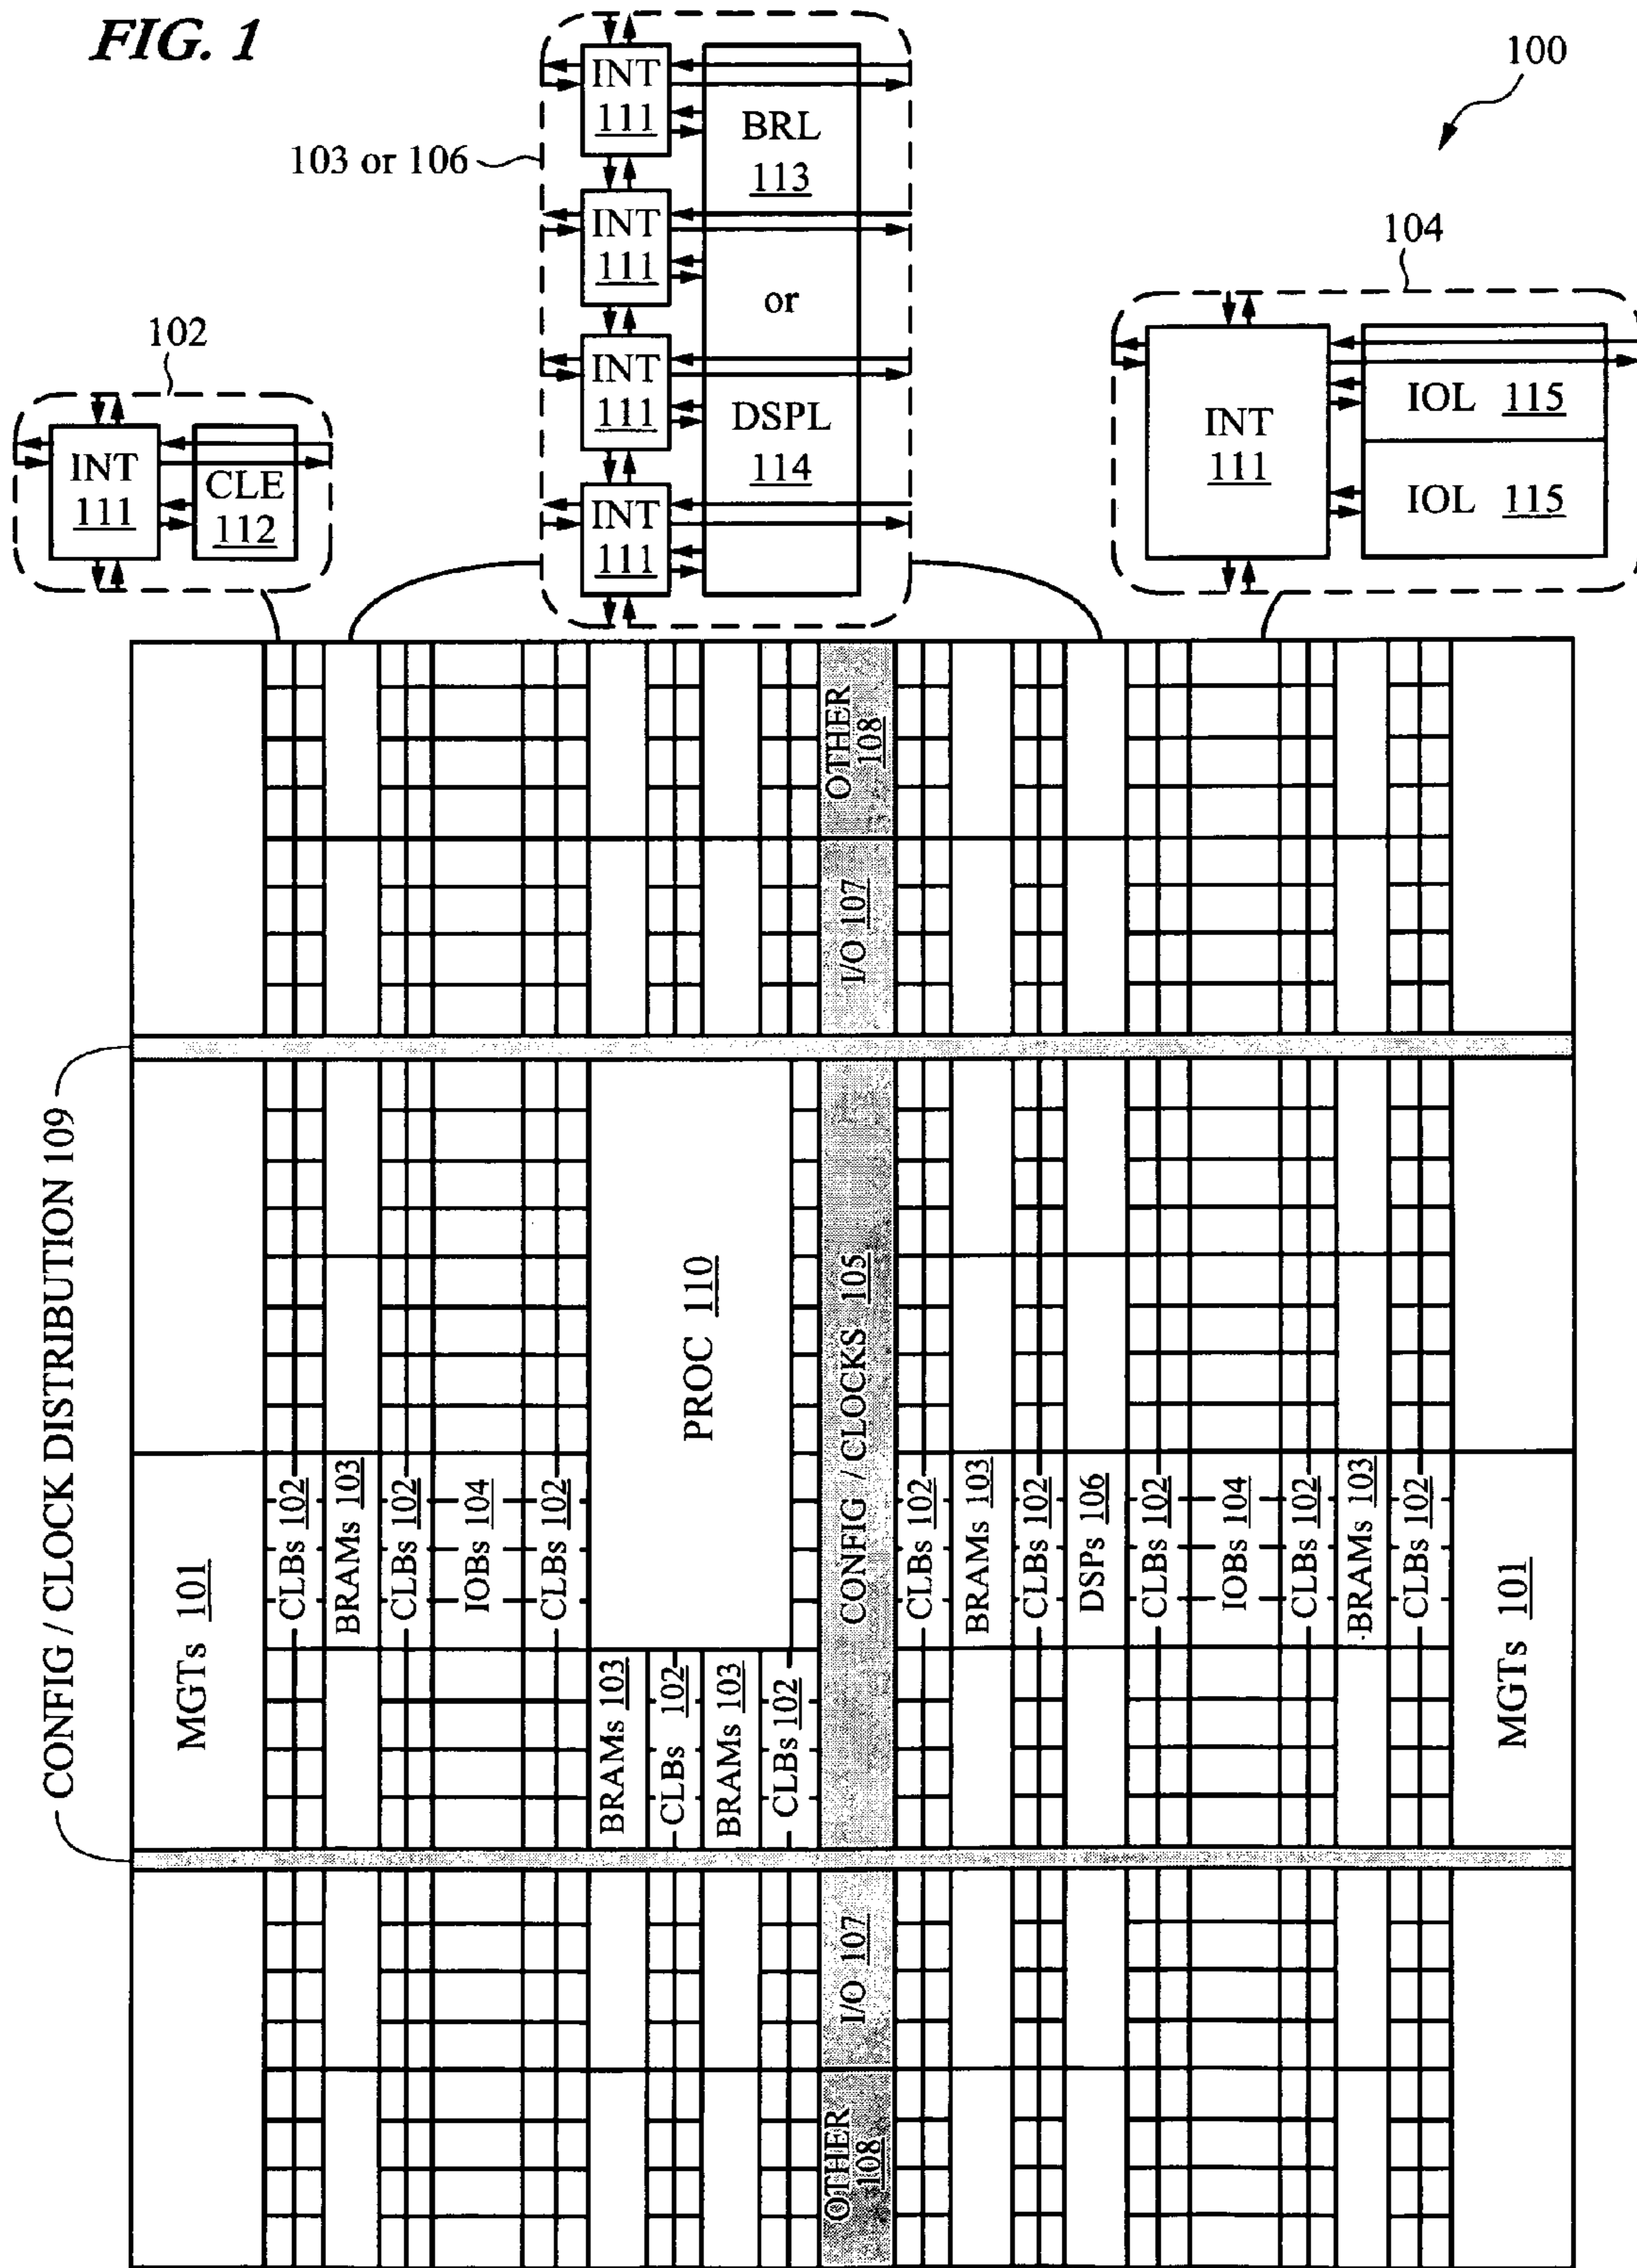 FIG. 1
100
103 or 106
INT
111
INT
111
INT
111
INT
111
BRL
113
or
DSPL
114
104
INT
111
IOL 115
IOL 115
102
INT
111
CLE
112
OTHER
108
I/O 107
CONFIG / CLOCK DISTRIBUTION 109
PROC 110
CONFIG / CLOCKS 105
MGTs 101
CLBs 102
BRAMs 103
CLBs 102
IOBs 104
CLBs 102
BRAMs 103
CLBs 102
BRAMs 103
CLBs 102
CLBs 102
BRAMs 103
CLBs 102
DSPs 106
CLBs 102
IOBs 104
CLBs 102
BRAMs 103
CLBs 102
MGTs 101
I/O 107
OTHER
108